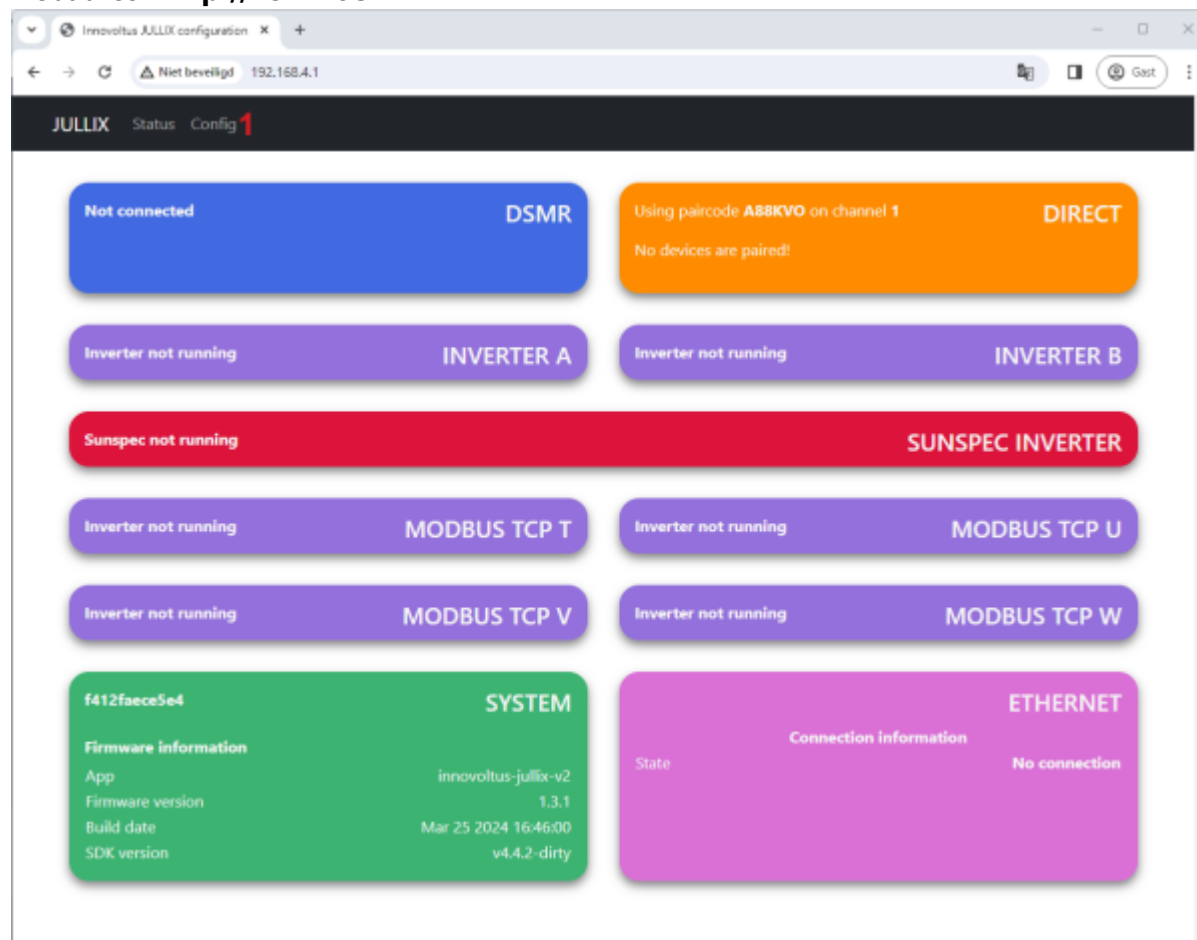 Innovoltus JULLIX configuration
Niet beveiligd 192.168.4.1 Gast
JULLIX Status Config 1
Not connected DSMR
Using paircode A88KVO on channel 1 DIRECT
No devices are paired!
Inverter not running INVERTER A
Inverter not running INVERTER B
Sunspec not running SUNSPEC INVERTER
Inverter not running MODBUS TCP T
Inverter not running MODBUS TCP U
Inverter not running MODBUS TCP V
Inverter not running MODBUS TCP W
f412faece5e4 SYSTEM
Firmware information
App innovoltus-jullix-v2
Firmware version 1.3.1
Build date Mar 25 2024 16:46:00
SDK version v4.4.2-dirty
ETHERNET
Connection information
State No connection